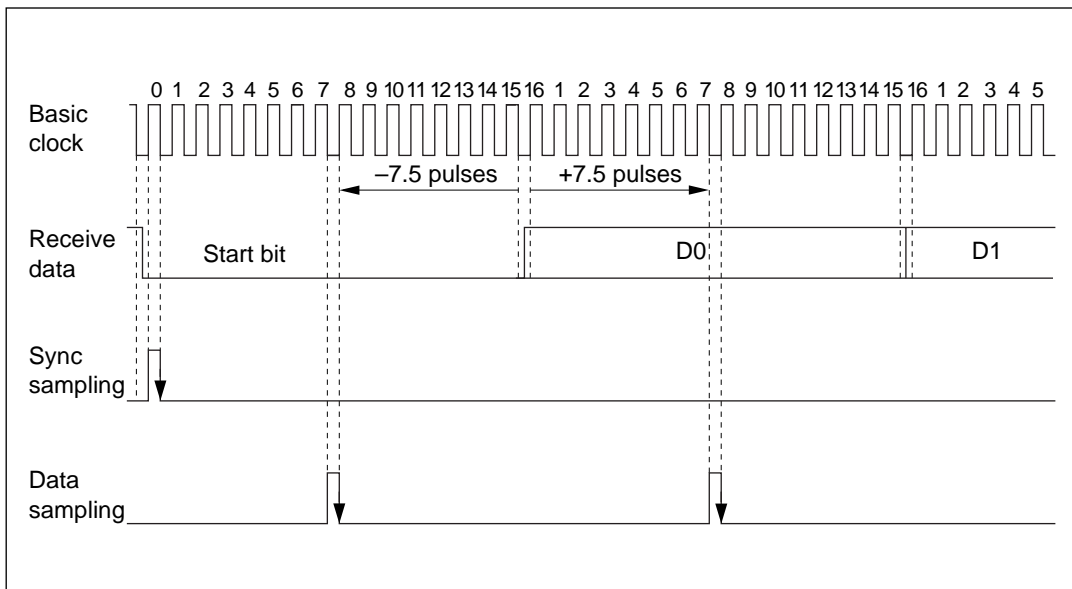 0 1 2 3 4 5 6 7 8 9 10 11 12 13 14 15 16 1 2 3 4 5 6 7 8 9 10 11 12 13 14 15 16 1 2 3 4 5
Basic
clock
–7.5 pulses
+7.5 pulses
Receive
data
Start bit
D0
D1
Sync
sampling
Data
sampling